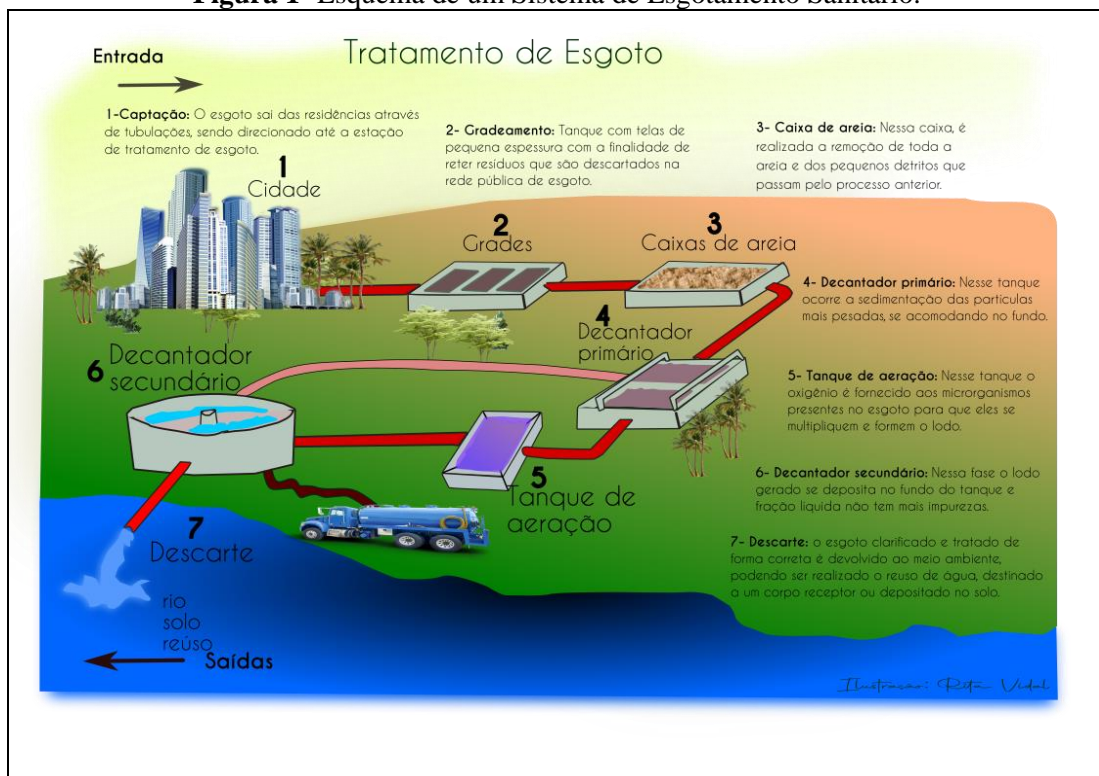 Figura 1- Esquema de um Sistema de Esgotamento Sanitário.
Tratamento de Esgoto
Entrada
1-Captação: O esgoto sai das residências através
de tubulações, sendo direcionado até a estação
de tratamento de esgoto.
2- Gradeamento: Tanque com telas de
pequena espessura com a finalidade de
reter resíduos que são descartados na
rede pública de esgoto.
3- Caixa de areia: Nessa caixa, é
realizada a remoção de toda a
areia e dos pequenos detritos que
passam pelo processo anterior.
1
Cidade
2
Grades
3
Caixas de areia
4- Decantador primário: Nesse tanque
ocorre a sedimentação das partículas
mais pesadas, se acomodando no fundo.
4
Decantador
primário
6 Decantador
secundário
5- Tanque de aeração: Nesse tanque o
oxigênio é fornecido aos microrganismos
presentes no esgoto para que eles se
multipliquem e formem o lodo.
5
Tanque de
aeração
6- Decantador secundário: Nessa fase o lodo
gerado se deposita no fundo do tanque e
fração liquida não tem mais impurezas.
7
Descarte
7- Descarte: o esgoto clarificado e tratado de
forma correta é devolvido ao meio ambiente,
podendo ser realizado o reuso de água, destinado
a um corpo receptor ou depositado no solo.
rio
solo
reúso
Saídas
Ilustração: Rita Vidal